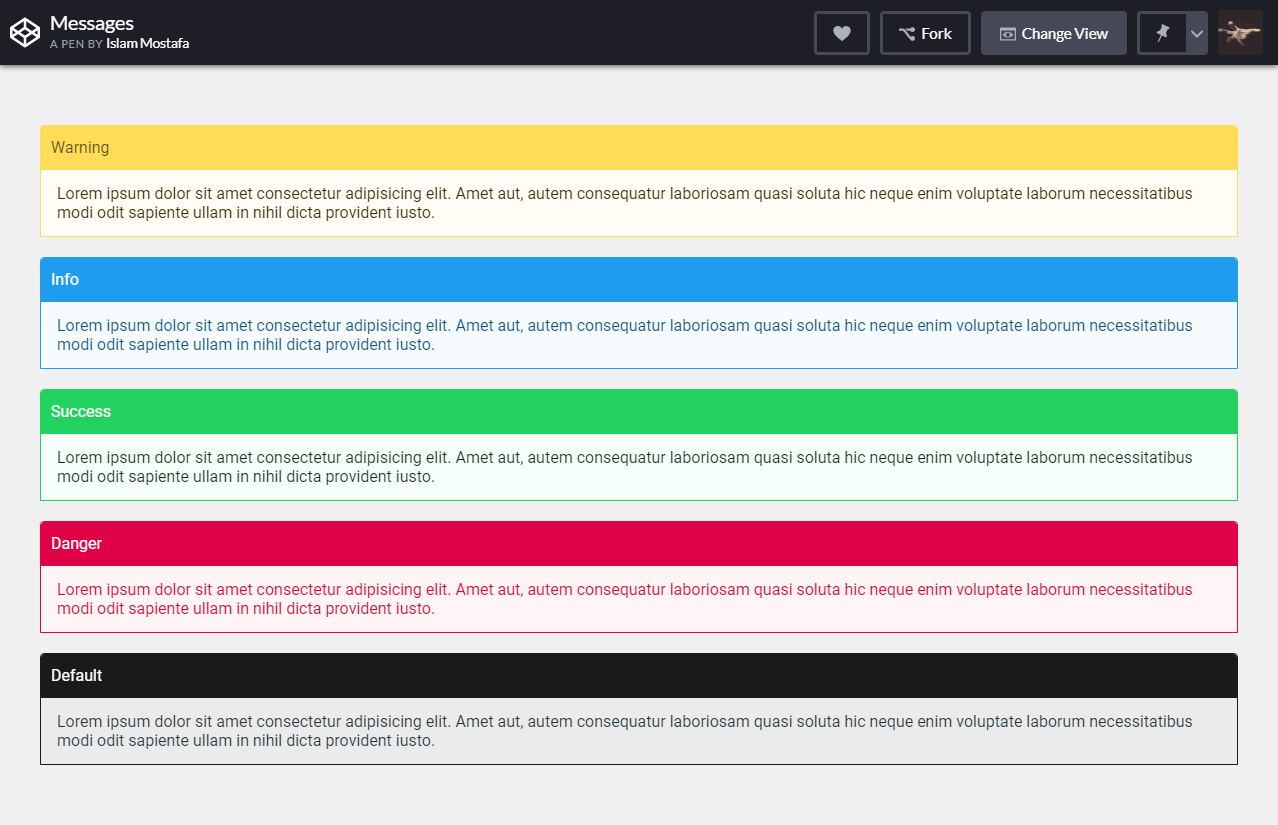 Messages
A PEN BY Islam Mostafa
Fork
Change View
Warning
Lorem ipsum dolor sit amet consectetur adipisicing elit. Amet aut, autem consequatur laboriosam quasi soluta hic neque enim voluptate laborum necessitatibus
modi odit sapiente ullam in nihil dicta provident iusto.
Info
Lorem ipsum dolor sit amet consectetur adipisicing elit. Amet aut, autem consequatur laboriosam quasi soluta hic neque enim voluptate laborum necessitatibus
modi odit sapiente ullam in nihil dicta provident iusto.
Success
Lorem ipsum dolor sit amet consectetur adipisicing elit. Amet aut, autem consequatur laboriosam quasi soluta hic neque enim voluptate laborum necessitatibus
modi odit sapiente ullam in nihil dicta provident iusto.
Danger
Lorem ipsum dolor sit amet consectetur adipisicing elit. Amet aut, autem consequatur laboriosam quasi soluta hic neque enim voluptate laborum necessitatibus
modi odit sapiente ullam in nihil dicta provident iusto.
Default
Lorem ipsum dolor sit amet consectetur adipisicing elit. Amet aut, autem consequatur laboriosam quasi soluta hic neque enim voluptate laborum necessitatibus
modi odit sapiente ullam in nihil dicta provident iusto.